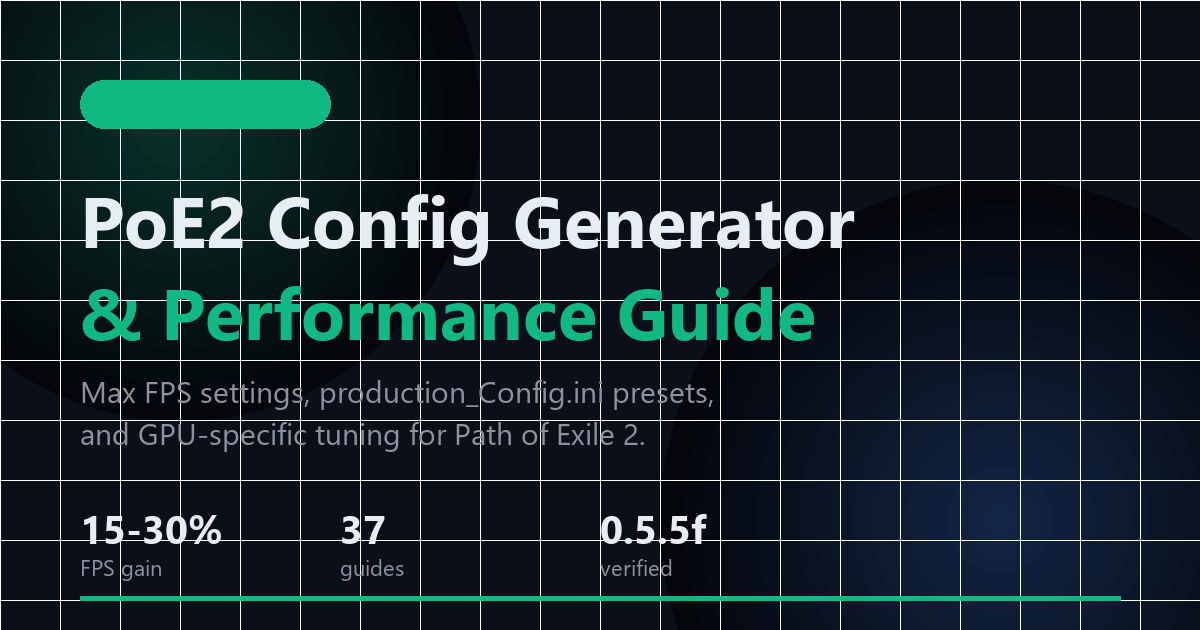 PoE2 Config Generator
& Performance Guide
Max FPS settings, production_Config.ini presets,
and GPU-specific tuning for Path of Exile 2.
15-30%
FPS gain
37
guides
0.5.5f
verified